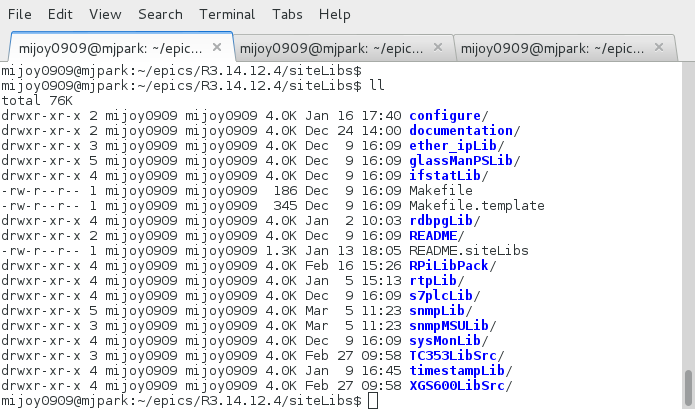 File Edit View Search Terminal Tabs Help
mijoy0909@mjpark: ~/epic... × mijoy0909@mjpark: ~/epic... × mijoy0909@mjpark: ~/epic... ×
mijoy0909@mjpark:~/epics/R3.14.12.4/siteLibs$
mijoy0909@mjpark:~/epics/R3.14.12.4/siteLibs$ ll
total 76K
drwxr-xr-x 2 mijoy0909 mijoy0909 4.0K Jan 16 17:40 configure/
drwxr-xr-x 2 mijoy0909 mijoy0909 4.0K Dec 24 14:00 documentation/
drwxr-xr-x 3 mijoy0909 mijoy0909 4.0K Dec  9 16:09 ether_ipLib/
drwxr-xr-x 5 mijoy0909 mijoy0909 4.0K Dec  9 16:09 glassManPSLib/
drwxr-xr-x 4 mijoy0909 mijoy0909 4.0K Dec  9 16:09 ifstatLib/
-rw-r--r-- 1 mijoy0909 mijoy0909  186 Dec  9 16:09 Makefile
-rw-r--r-- 1 mijoy0909 mijoy0909  345 Dec  9 16:09 Makefile.template
drwxr-xr-x 4 mijoy0909 mijoy0909 4.0K Jan  2 10:03 rdbpgLib/
drwxr-xr-x 2 mijoy0909 mijoy0909 4.0K Dec  9 16:09 README/
-rw-r--r-- 1 mijoy0909 mijoy0909 1.3K Jan 13 18:05 README.siteLibs
drwxr-xr-x 4 mijoy0909 mijoy0909 4.0K Feb 16 15:26 RPiLibPack/
drwxr-xr-x 4 mijoy0909 mijoy0909 4.0K Jan  5 15:13 rtpLib/
drwxr-xr-x 4 mijoy0909 mijoy0909 4.0K Dec  9 16:09 s7plcLib/
drwxr-xr-x 5 mijoy0909 mijoy0909 4.0K Mar  5 11:23 snmpLib/
drwxr-xr-x 3 mijoy0909 mijoy0909 4.0K Mar  5 11:23 snmpMSULib/
drwxr-xr-x 4 mijoy0909 mijoy0909 4.0K Dec  9 16:09 sysMonLib/
drwxr-xr-x 3 mijoy0909 mijoy0909 4.0K Feb 27 09:58 TC353LibSrc/
drwxr-xr-x 4 mijoy0909 mijoy0909 4.0K Jan  9 16:45 timestampLib/
drwxr-xr-x 4 mijoy0909 mijoy0909 4.0K Feb 27 09:58 XGS600LibSrc/
mijoy0909@mjpark:~/epics/R3.14.12.4/siteLibs$